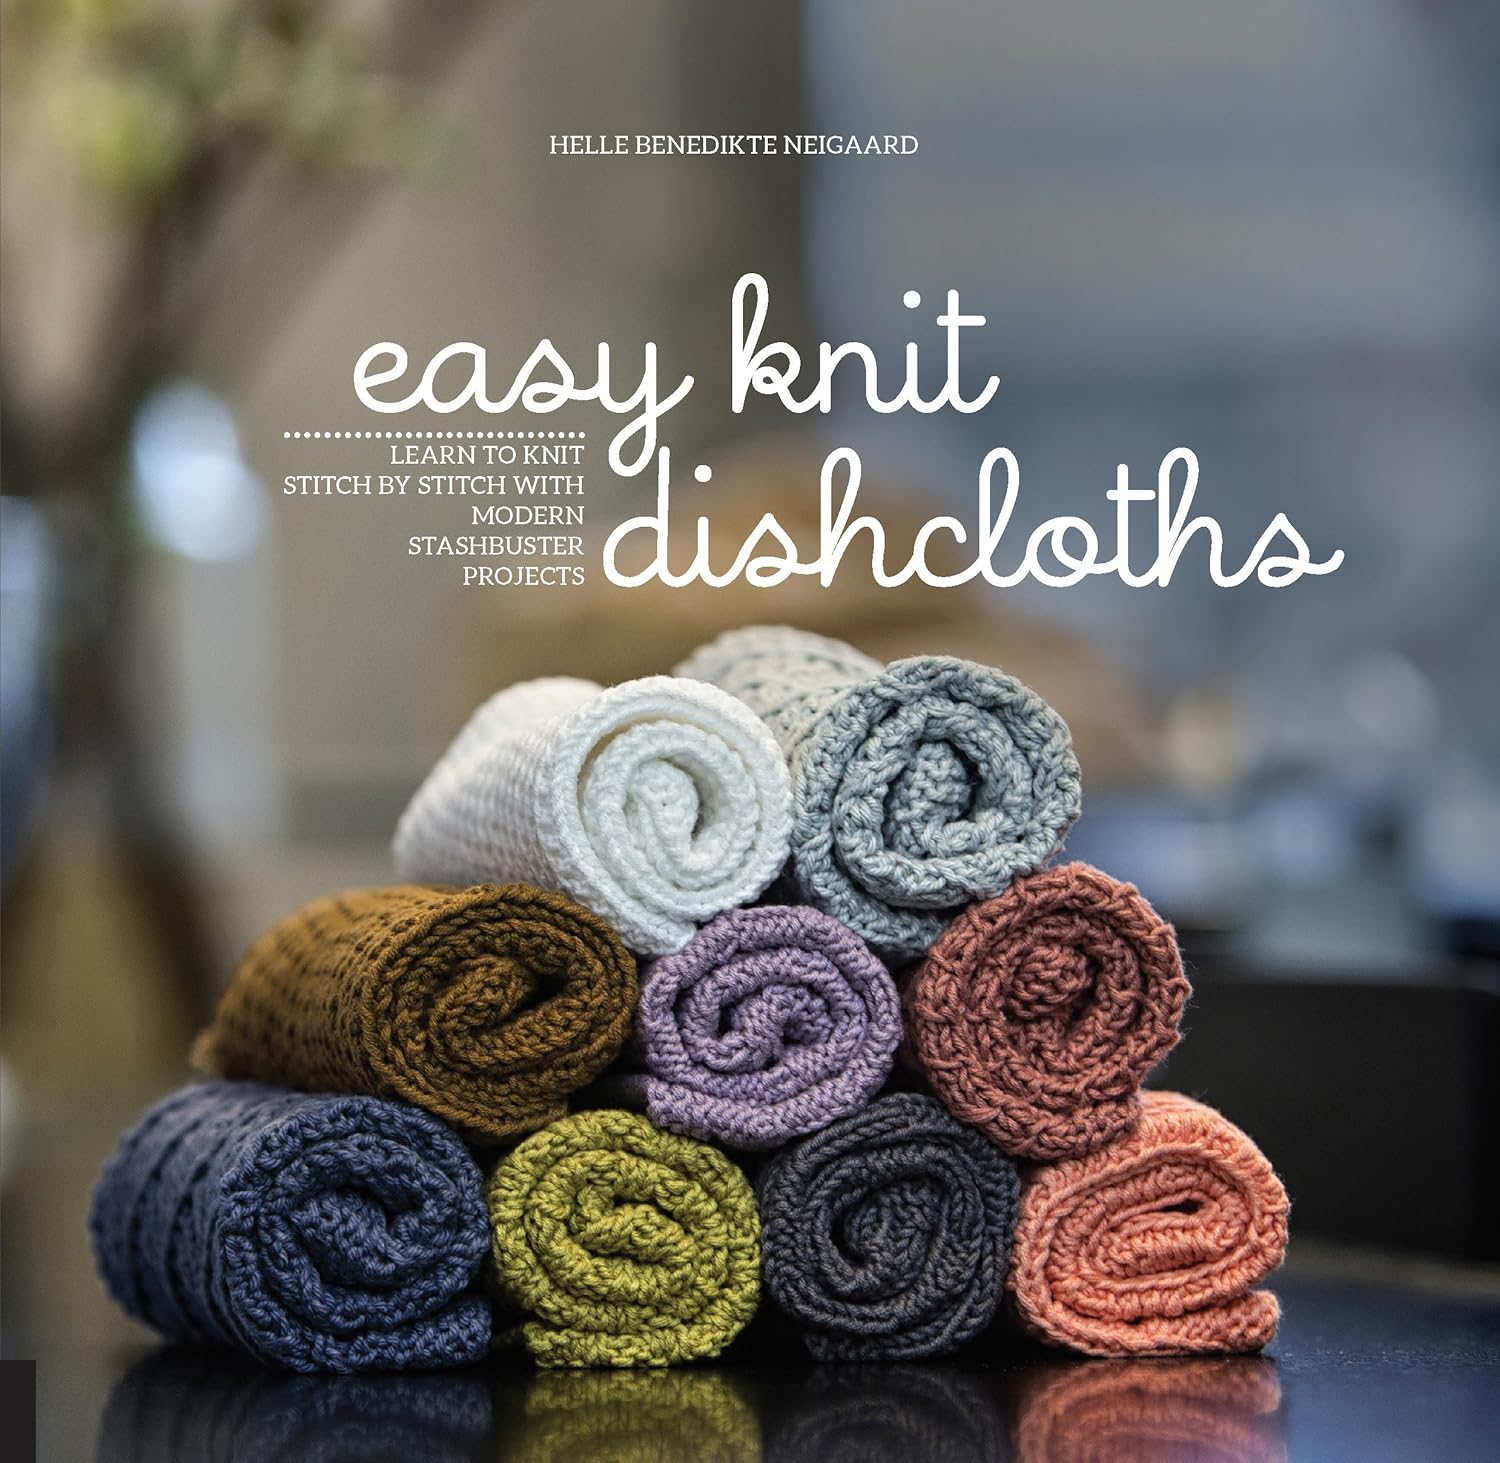 HELLE BENEDIKTE NEIGAARD
easy knit
dishcloths
LEARN TO KNIT
STITCH BY STITCH WITH
MODERN
STASHBUSTER
PROJECTS